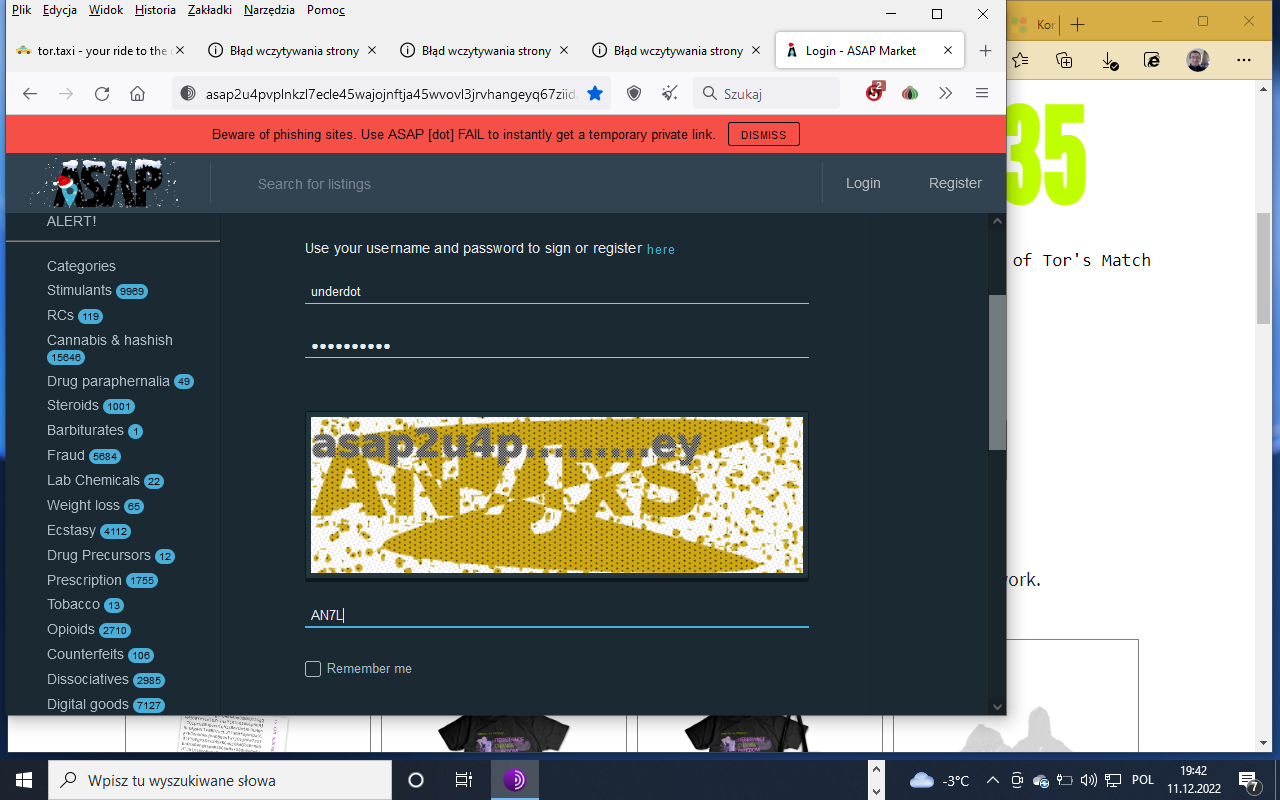 Plik Edycja Widok Historia Zakładki Narzędzia Pomoc
tor.taxi - your ride to the
Błąd wczytywania strony
Błąd wczytywania strony
Błąd wczytywania strony
Login - ASAP Market
Kor
asap2u4pvplnkzl7ecle45wajojnftja45wvovl3jrvhangeyq67ziid.
Szukaj
2
Beware of phishing sites. Use ASAP [dot] FAIL to instantly get a temporary private link.
DISMISS
ASAP
Search for listings
Login
Register
35
ALERT!
Use your username and password to sign or register here
of Tor's Match
Categories
Stimulants 9969
RCs 119
Cannabis & hashish
15646
Drug paraphernalia 49
Steroids 1001
Barbiturates 1
Fraud 5684
Lab Chemicals 22
Weight loss 65
Ecstasy 4112
Drug Precursors 12
Prescription 1755
Tobacco 13
Opioids 2710
Counterfeits 106
Dissociatives 2985
Digital goods 7127
underdot
••••••••••
asap2u4p.........ey
AN7L
Remember me
work.
Wpisz tu wyszukiwane słowa
-3°C
POL
19:42
11.12.2022
7